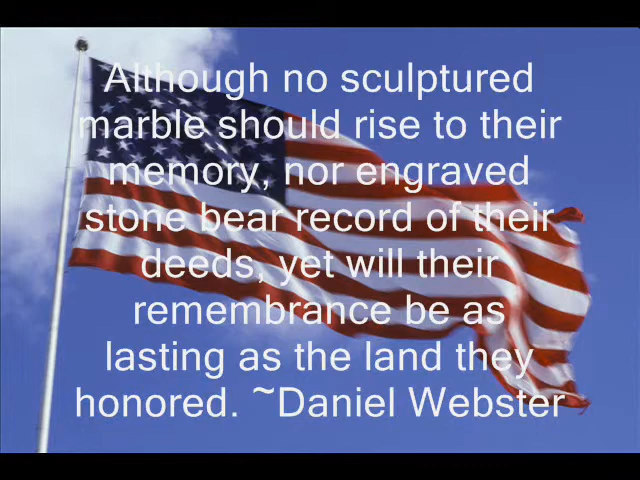 Although no sculptured
marble should rise to their
memory, nor engraved
stone bear record of their
deeds, yet will their
remembrance be as
lasting as the land they
honored. ~Daniel Webster